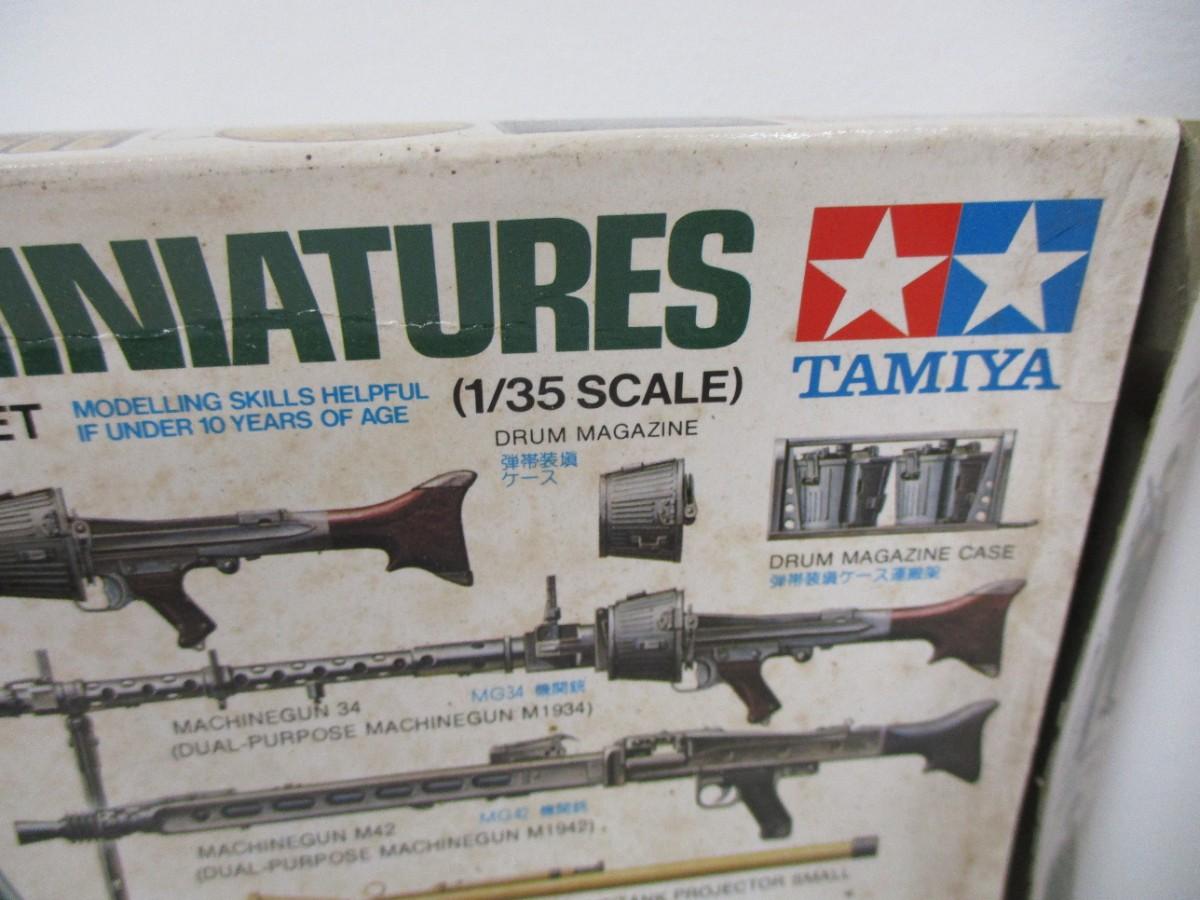 INIATURES
TAMIYA
ET
MODELLING SKILLS HELPFUL
IF UNDER 10 YEARS OF AGE
(1/35 SCALE)
DRUM MAGAZINE
弾帯装塡
ケース
DRUM MAGAZINE CASE
弾帯装塡ケース運搬架
MG34 機関銃
MACHINEGUN 34
(DUAL-PURPOSE MACHINEGUN M1934)
MG42 機関銃
MACHINEGUN M42
(DUAL-PURPOSE MACHINEGUN M1942)
TANK PROJECTOR SMALL